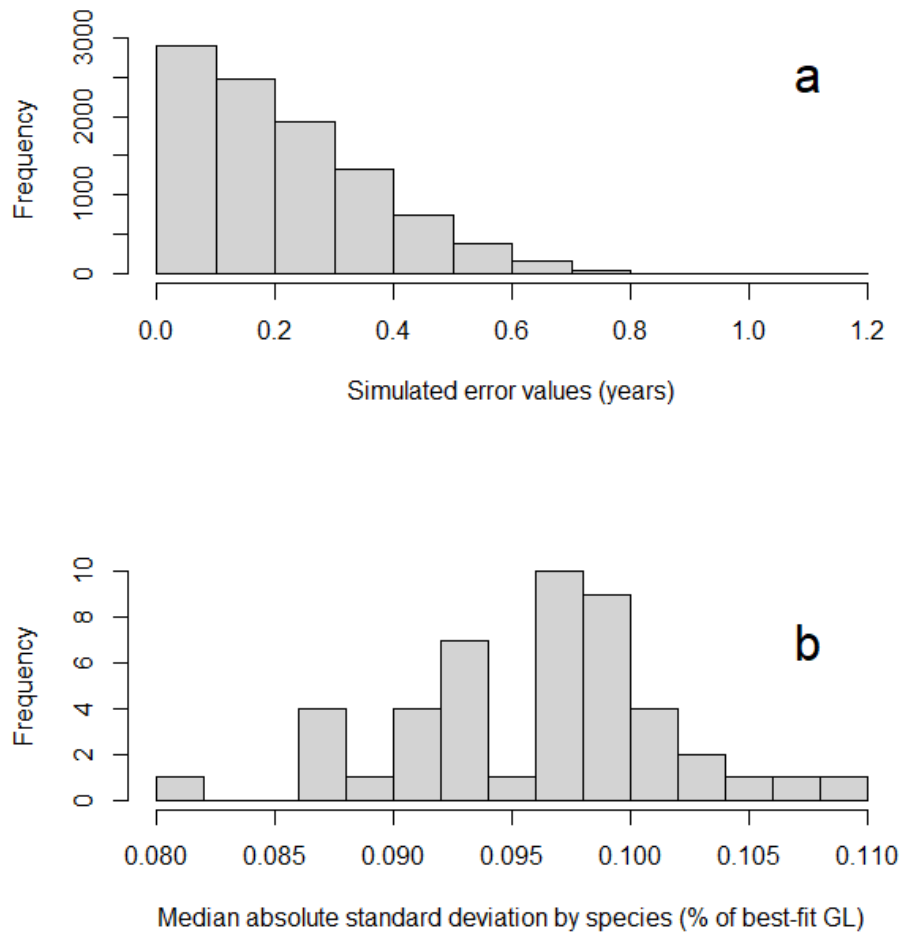 a
Frequency
3000
2000
1000
0
0.0 0.2 0.4 0.6 0.8 1.0 1.2
Simulated error values (years)
b
Frequency
10
8
6
4
2
0
0.080 0.085 0.090 0.095 0.100 0.105 0.110
Median absolute standard deviation by species (% of best-fit GL)